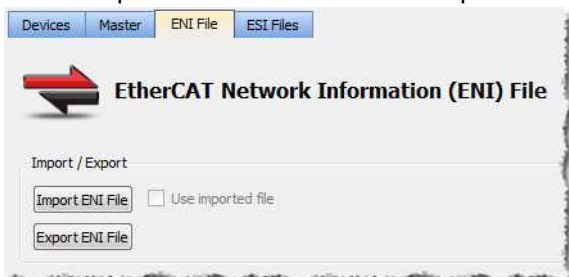 Devices Master ENI File ESI Files
EtherCAT Network Information (ENI) File
Import / Export
Import ENI File Use imported file
Export ENI File